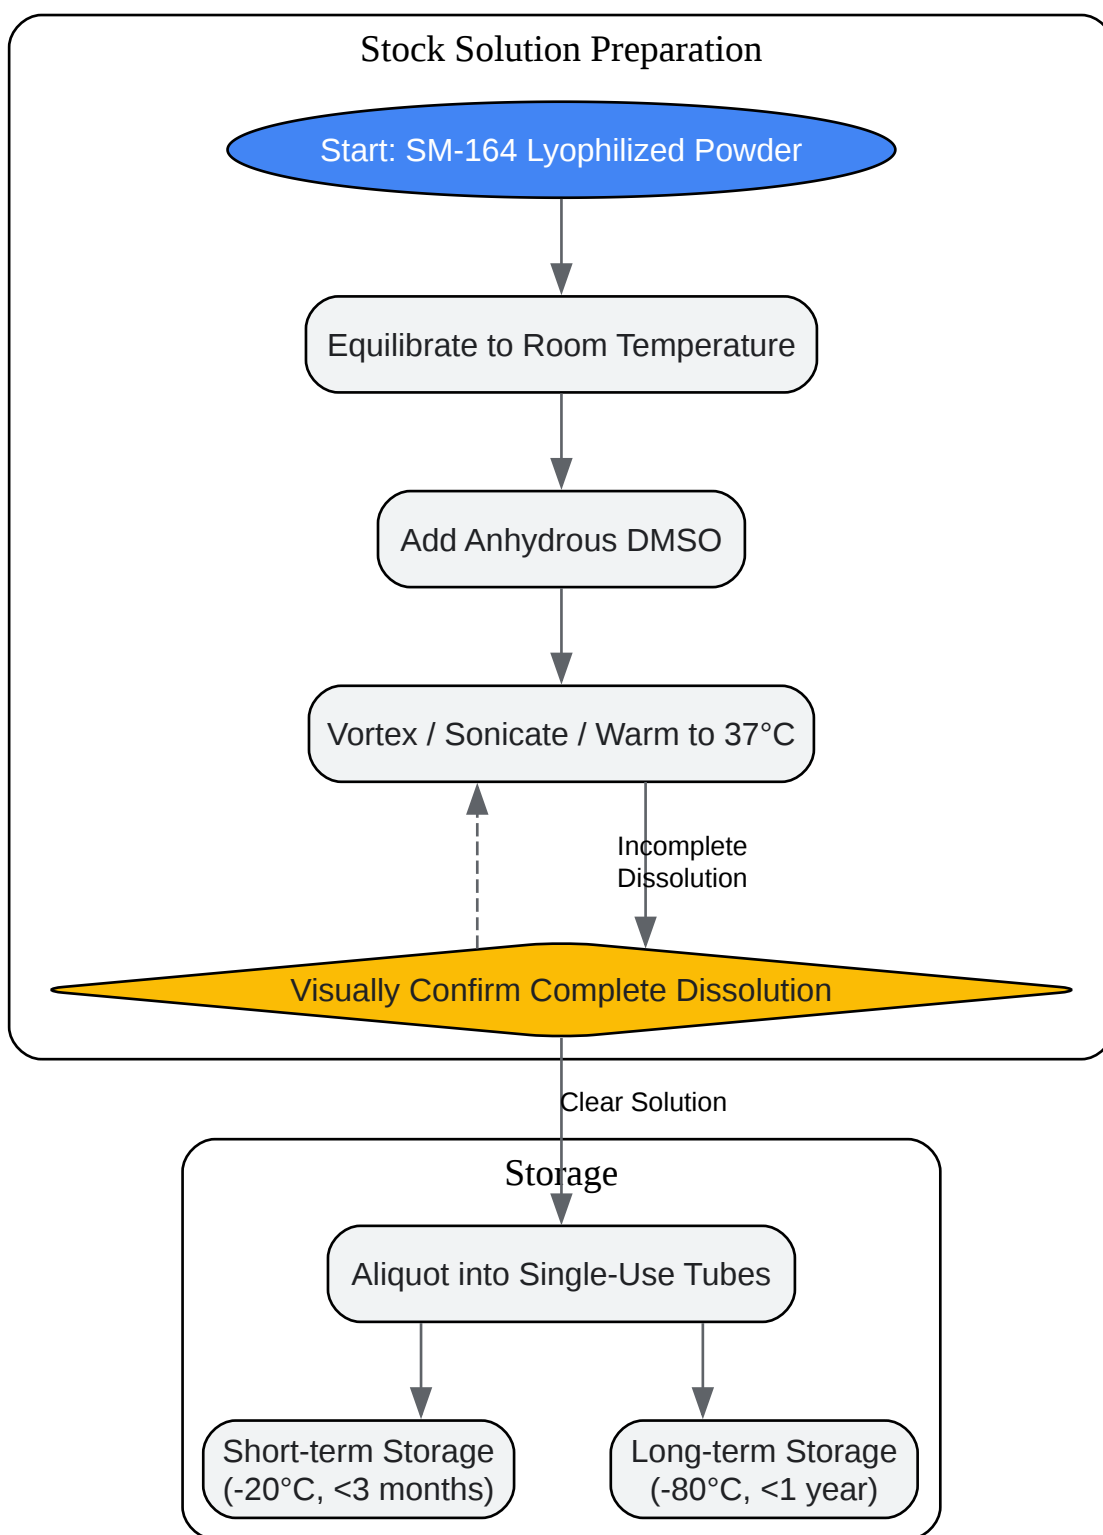 Stock Solution Preparation
Start: SM-164 Lyophilized Powder
Equilibrate to Room Temperature
Add Anhydrous DMSO
Vortex / Sonicate / Warm to 37°C
Incomplete
Dissolution
Visually Confirm Complete Dissolution
Clear Solution
Storage
Aliquot into Single-Use Tubes
Short-term Storage
(-20°C, <3 months)
Long-term Storage
(-80°C, <1 year)